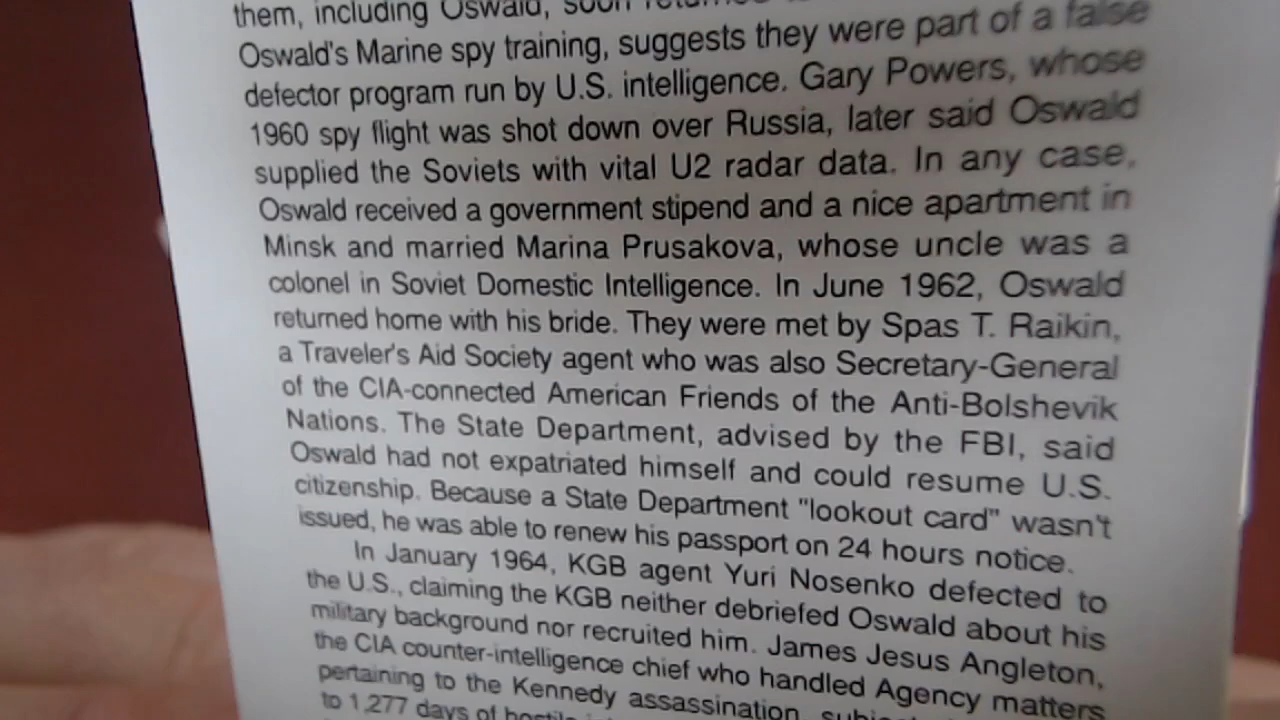 them, including Oswald, soon
Oswald's Marine spy training, suggests they were part of a false
defector program run by U.S. intelligence. Gary Powers, whose
1960 spy flight was shot down over Russia, later said Oswald
supplied the Soviets with vital U2 radar data. In any case,
Oswald received a government stipend and a nice apartment in
Minsk and married Marina Prusakova, whose uncle was a
colonel in Soviet Domestic Intelligence. In June 1962, Oswald
returned home with his bride. They were met by Spas T. Raikin,
a Traveler's Aid Society agent who was also Secretary-General
of the CIA-connected American Friends of the Anti-Bolshevik
Nations. The State Department, advised by the FBI, said
Oswald had not expatriated himself and could resume U.S.
citizenship. Because a State Department "lookout card" wasn't
issued, he was able to renew his passport on 24 hours notice.
In January 1964, KGB agent Yuri Nosenko defected to
the U.S., claiming the KGB neither debriefed Oswald about his
military background nor recruited him. James Jesus Angleton,
the CIA counter-intelligence chief who handled Agency matters
pertaining to the Kennedy assassination,
to 1,277 days of